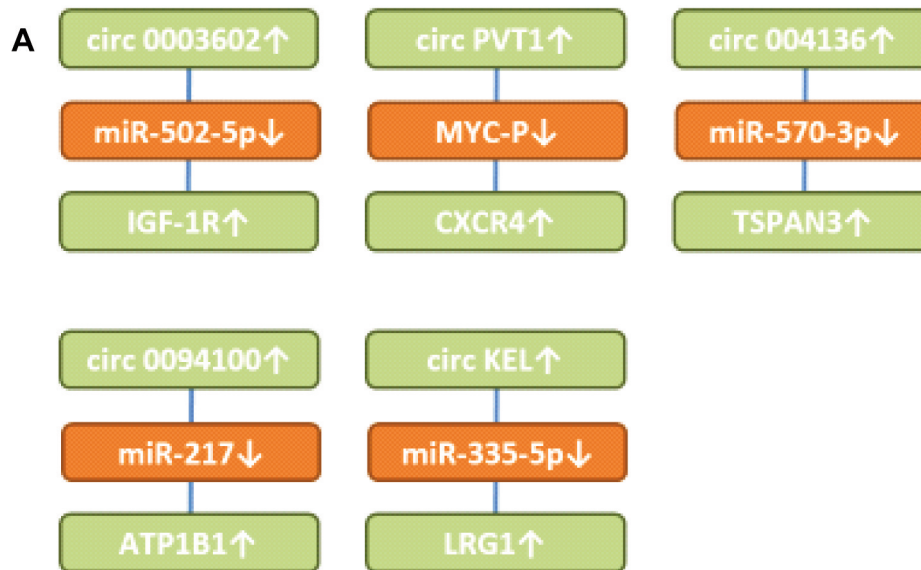 A
circ 0003602↑
circ PVT1↑
circ 004136↑
miR-502-5p↓
MYC-P↓
miR-570-3p↓
IGF-1R↑
CXCR4↑
TSPAN3↑
circ 0094100↑
circ KEL↑
miR-217↓
miR-335-5p↓
ATP1B1↑
LRG1↑